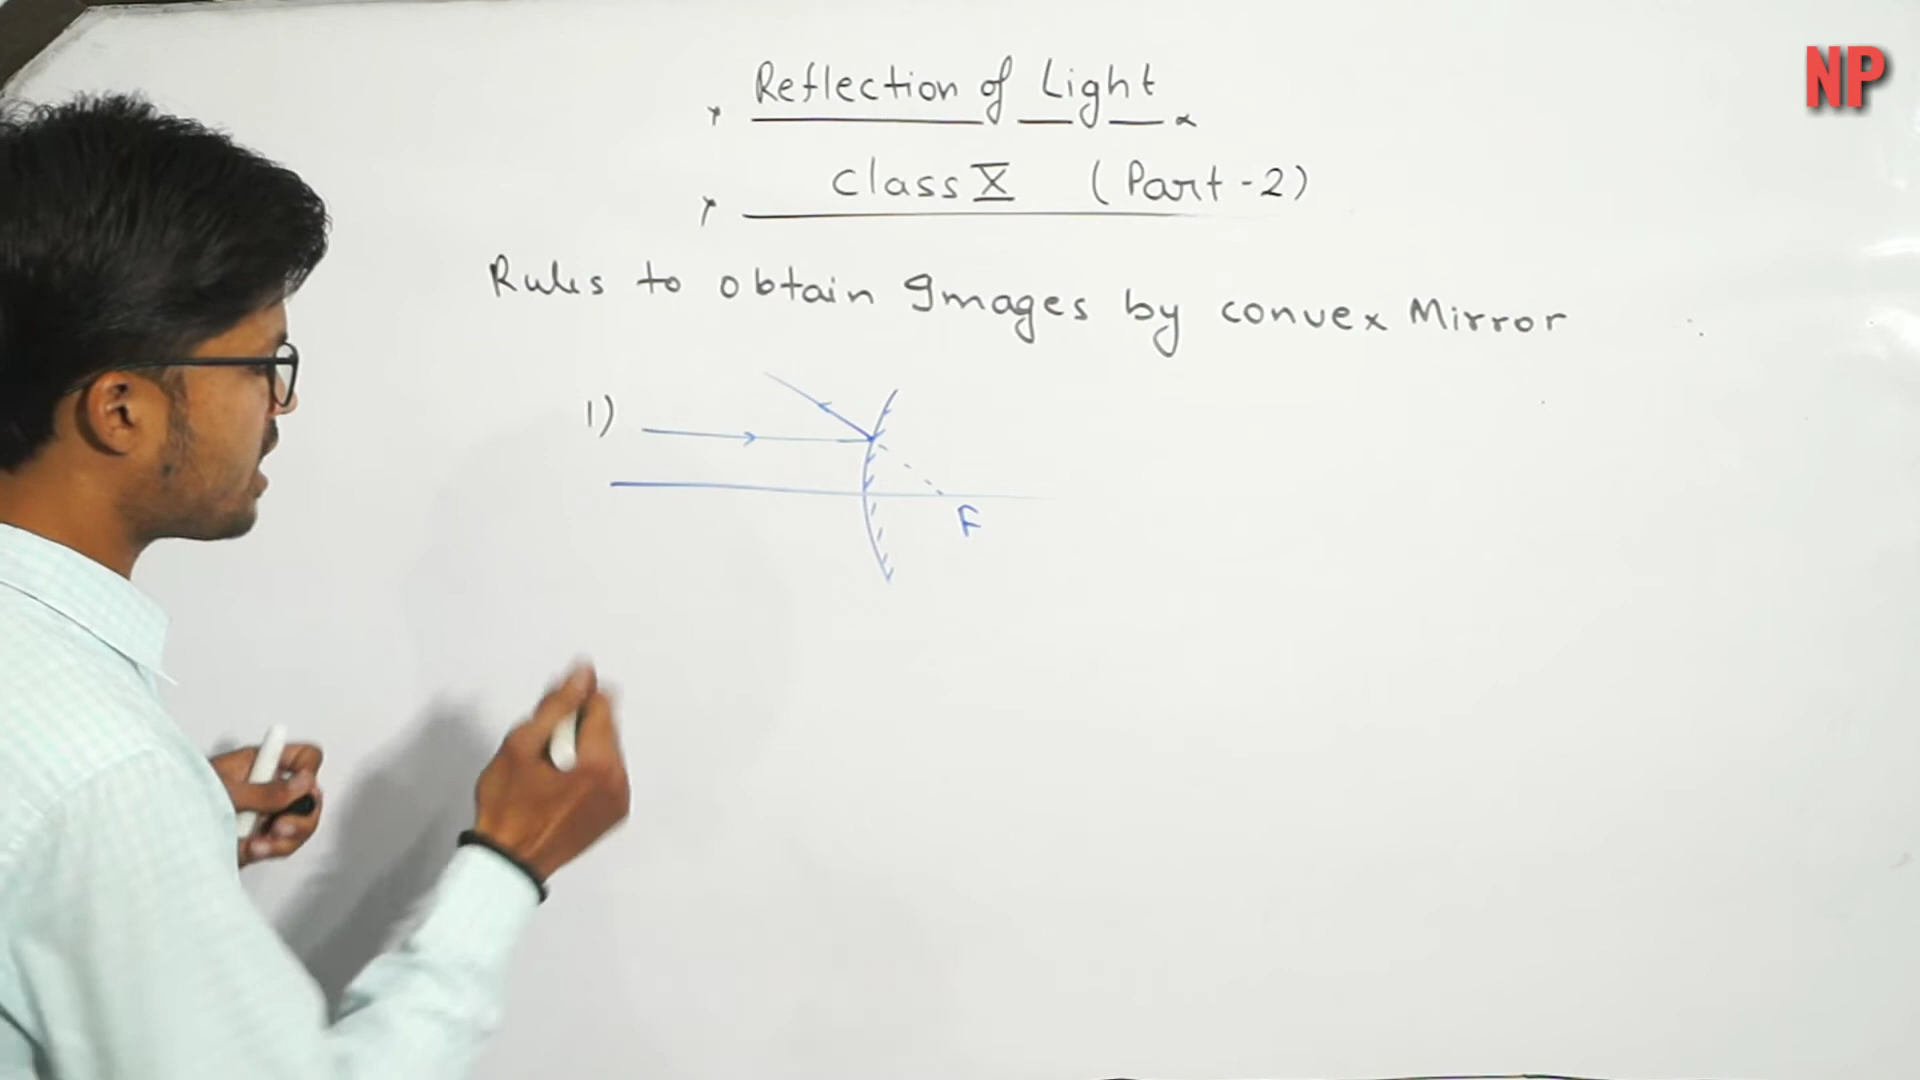 NP
Reflection of Light
Class X (Part-2)
Rules to obtain Images by convex Mirror
1)
F